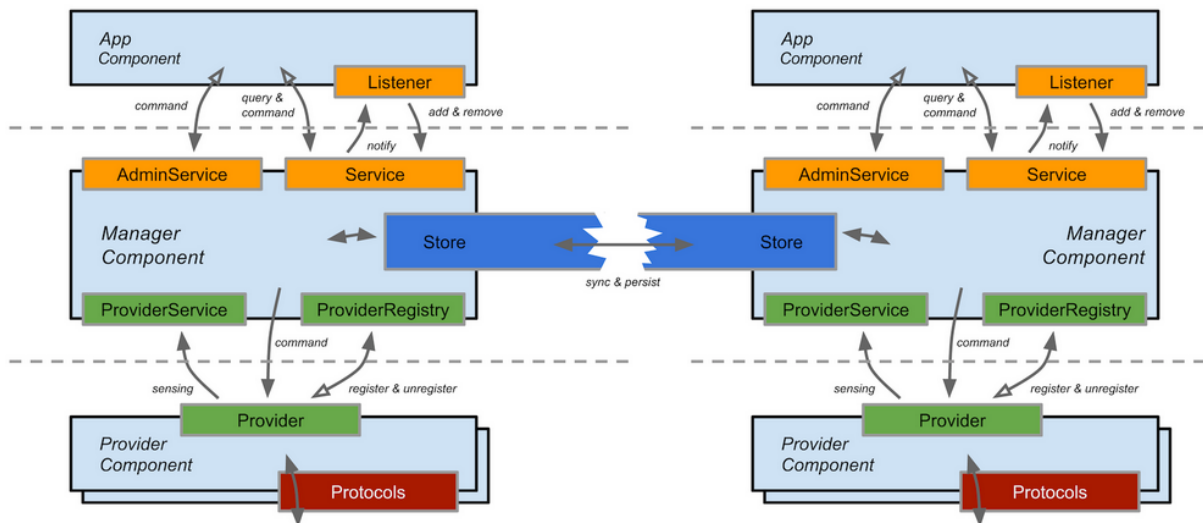 App
Component
Listener
command
query &
command
notify
add & remove
AdminService
Service
Manager
Component
Store
ProviderService
ProviderRegistry
sensing
command
register & unregister
Provider
Provider
Component
Protocols
sync & persist
App
Component
Listener
command
query &
command
notify
add & remove
AdminService
Service
Store
Manager
Component
ProviderService
ProviderRegistry
sensing
command
register & unregister
Provider
Provider
Component
Protocols